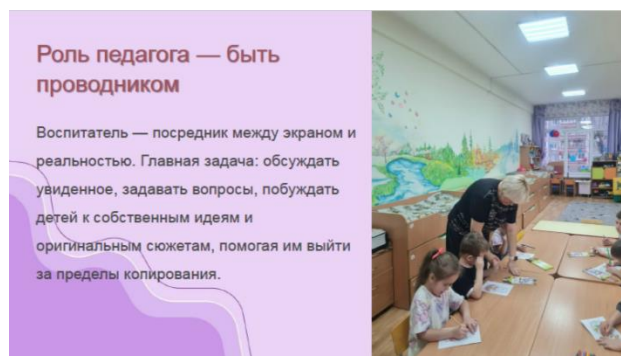 Роль педагога — быть
проводником
Воспитатель — посредник между экраном и
реальностью. Главная задача: обсуждать
увиденное, задавать вопросы, побуждать
детей к собственным идеям и
оригинальным сюжетам, помогая им выйти
за пределы копирования.